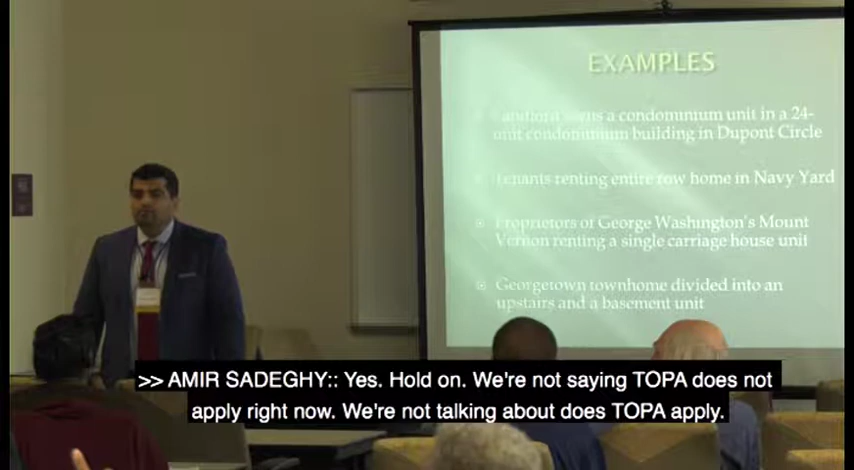 EXAMPLES
a condominium unit in a 24-
unit condominium building in Dupont Circle
Tenants renting entire row home in Navy Yard
Proprietors of George Washington's Mount
Vernon renting a single carriage house unit
Georgetown townhome divided into an
upstairs and a basement unit
>> AMIR SADEGHY:: Yes. Hold on. We're not saying TOPA does not
apply right now. We're not talking about does TOPA apply.